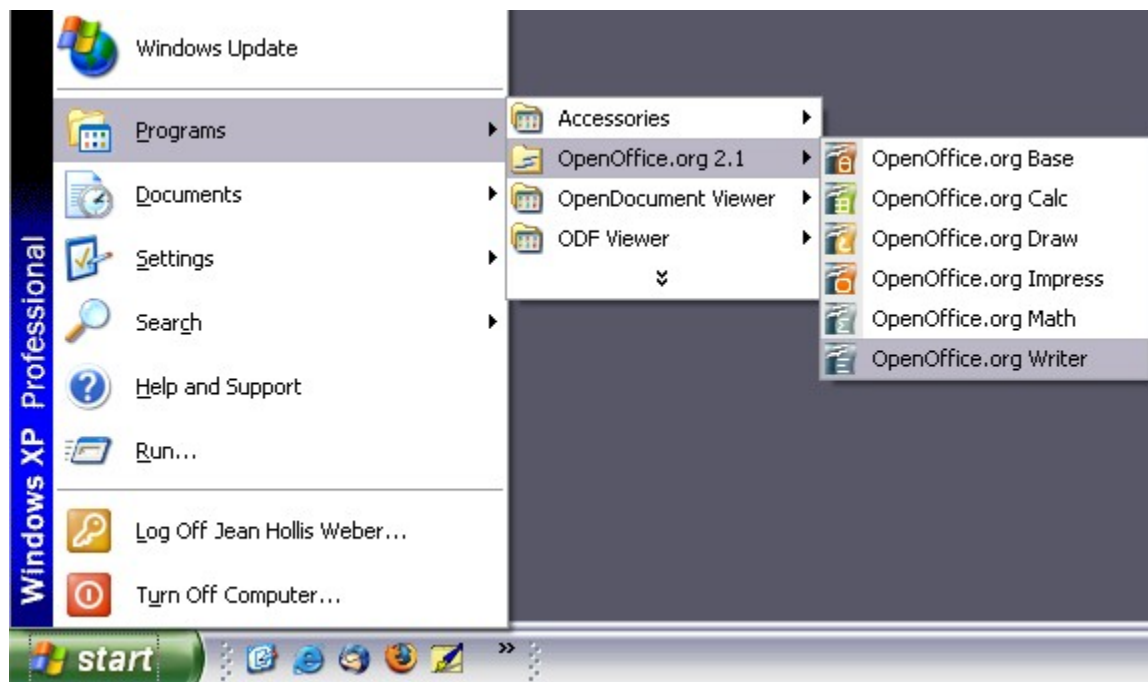 Windows XP Professional
Windows Update
Programs
Documents
Settings
Search
Help and Support
Run...
Log Off Jean Hollis Weber...
Turn Off Computer...
Accessories
OpenOffice.org 2.1
OpenDocument Viewer
ODF Viewer
OpenOffice.org Base
OpenOffice.org Calc
OpenOffice.org Draw
OpenOffice.org Impress
OpenOffice.org Math
OpenOffice.org Writer
start